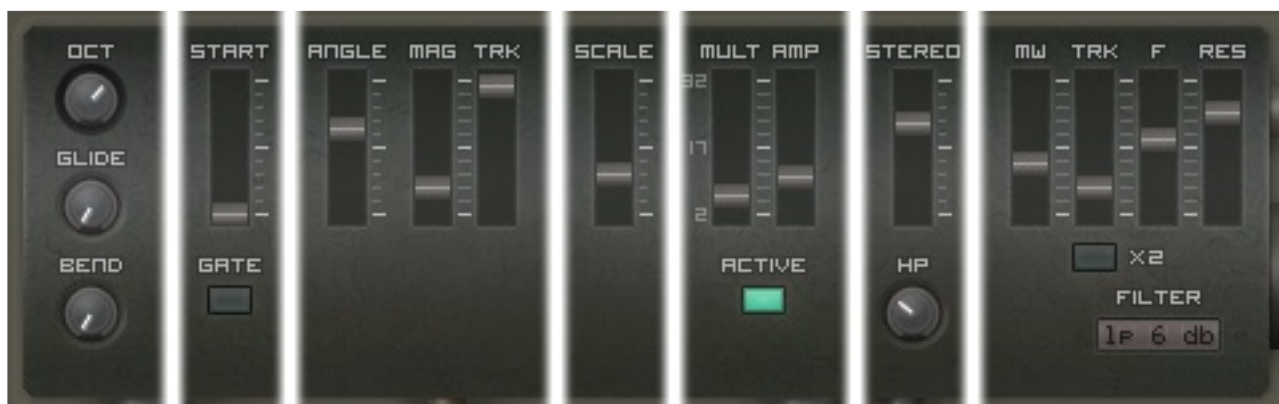 OCT START ANGLE MAG TRK SCALE MULT AMP STEREO MW TRK F RES
32
GLIDE 17
2
BEND GATE ACTIVE HP X2
FILTER
lp 6 db